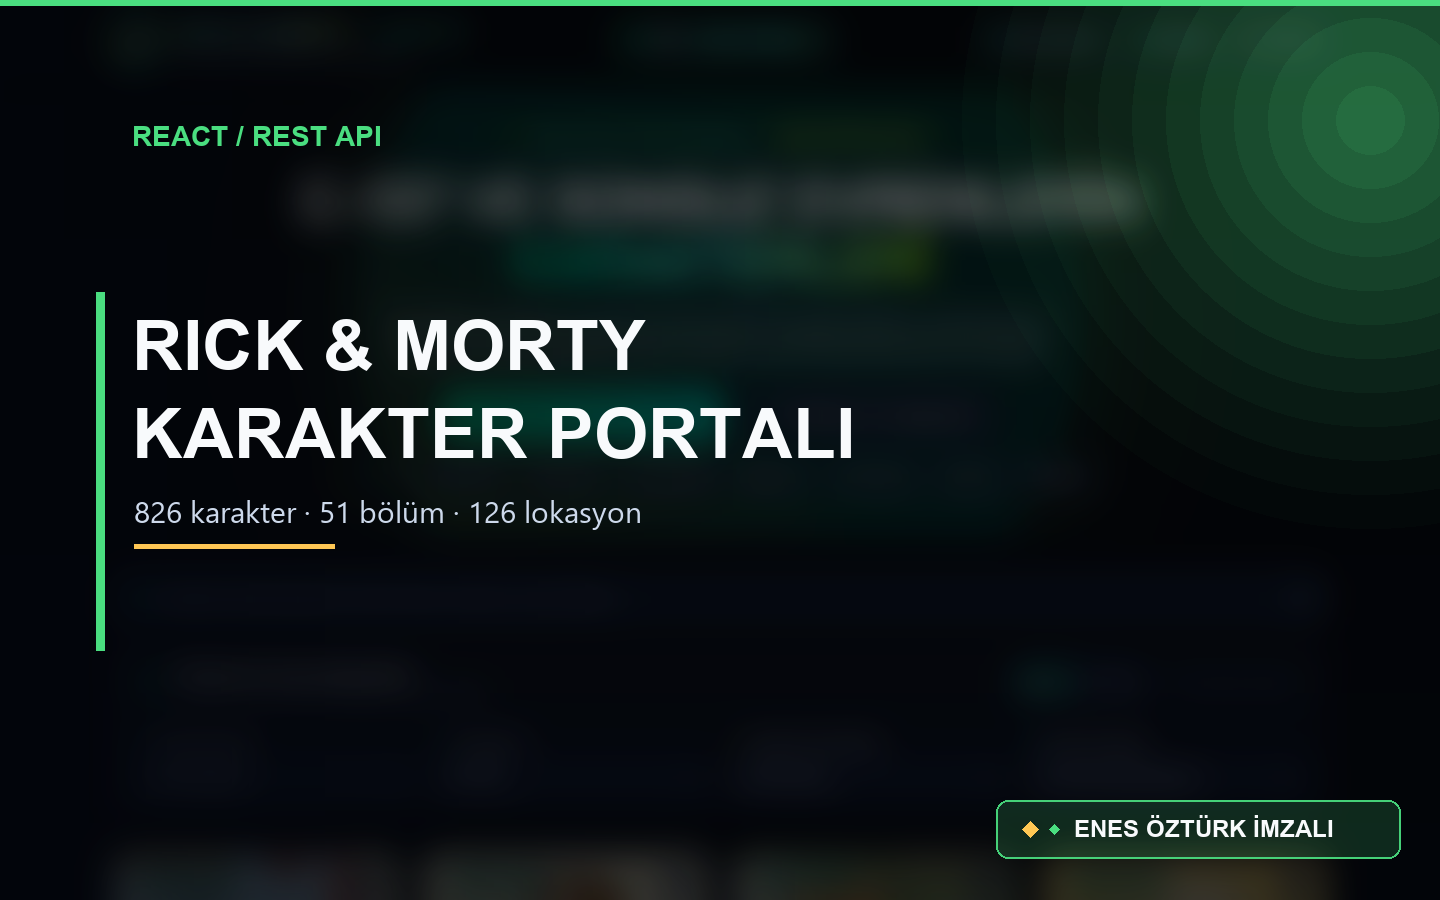 REACT / REST API
RICK & MORTY
KARAKTER PORTALI
826 karakter · 51 bölüm · 126 lokasyon
ENES ÖZTÜRK İMZALI